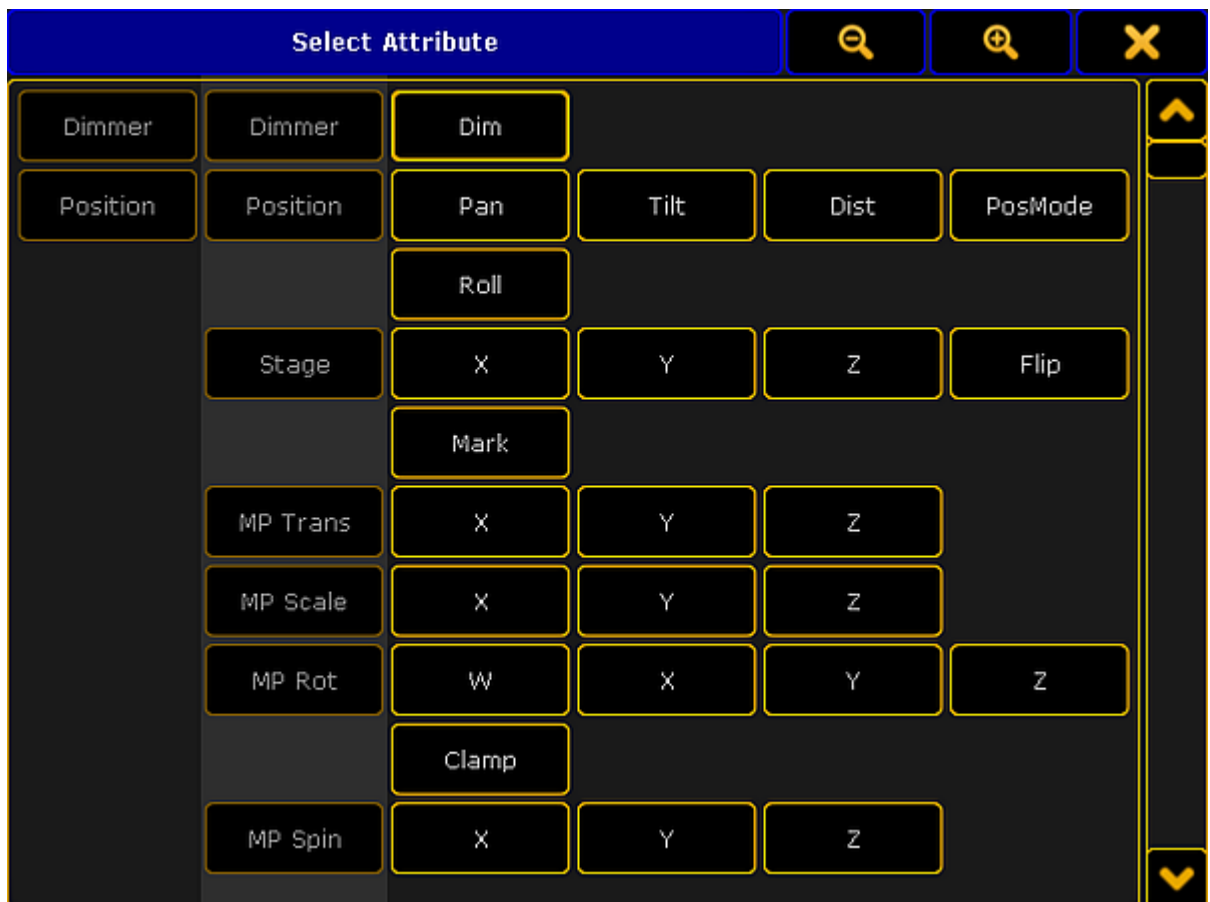 Select Attribute
Dimmer Dimmer Dim
Position Position Pan Tilt Dist PosMode
Roll
Stage X Y Z Flip
Mark
MP Trans X Y Z
MP Scale X Y Z
MP Rot W X Y Z
Clamp
MP Spin X Y Z